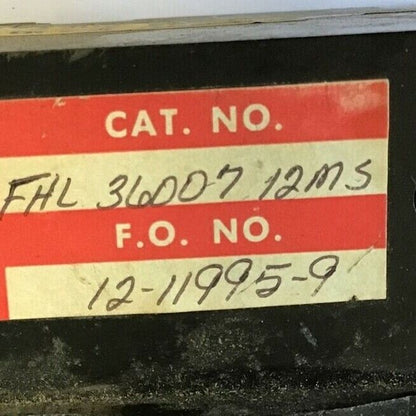 CAT. NO.
FHL 36007 12MS
F.O. NO.
12-11995-9